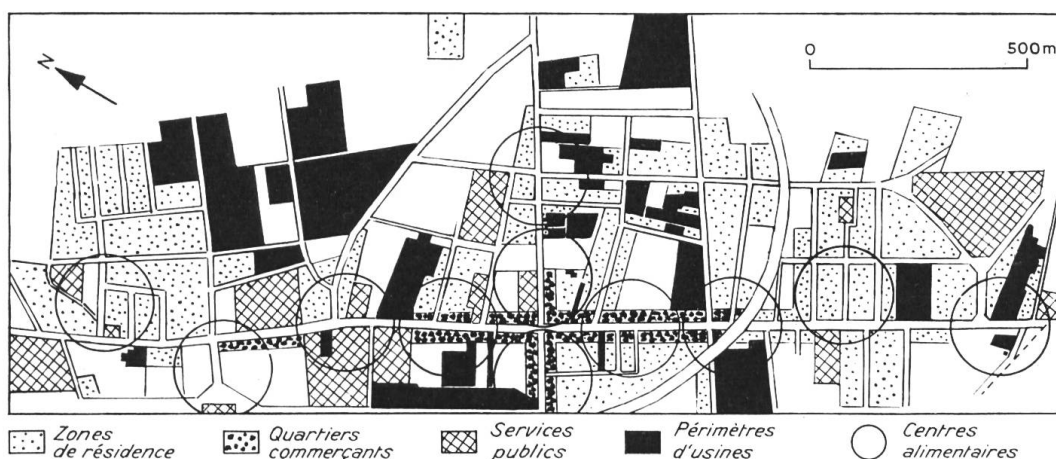 N
0 500m
Zones de résidence
Quartiers commerçants
Services publics
Périmètres d'usines
Centres alimentaires